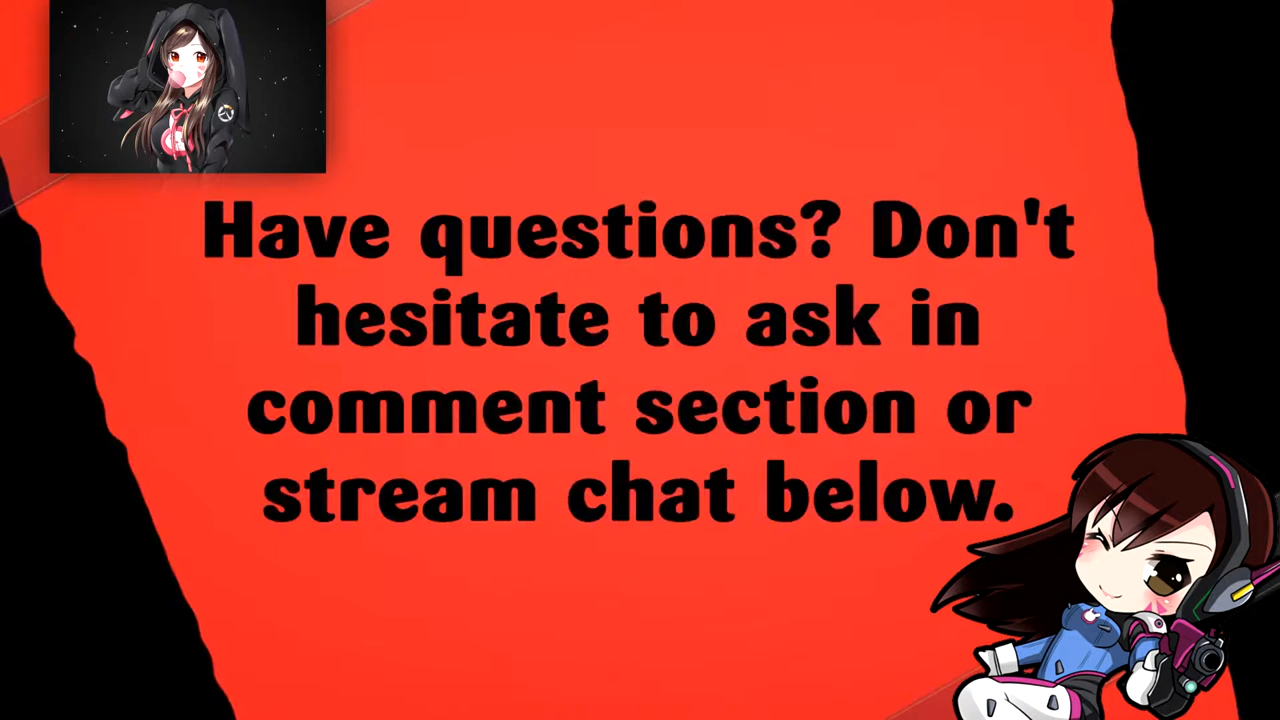 Have questions? Don't
hesitate to ask in
comment section or
stream chat below.